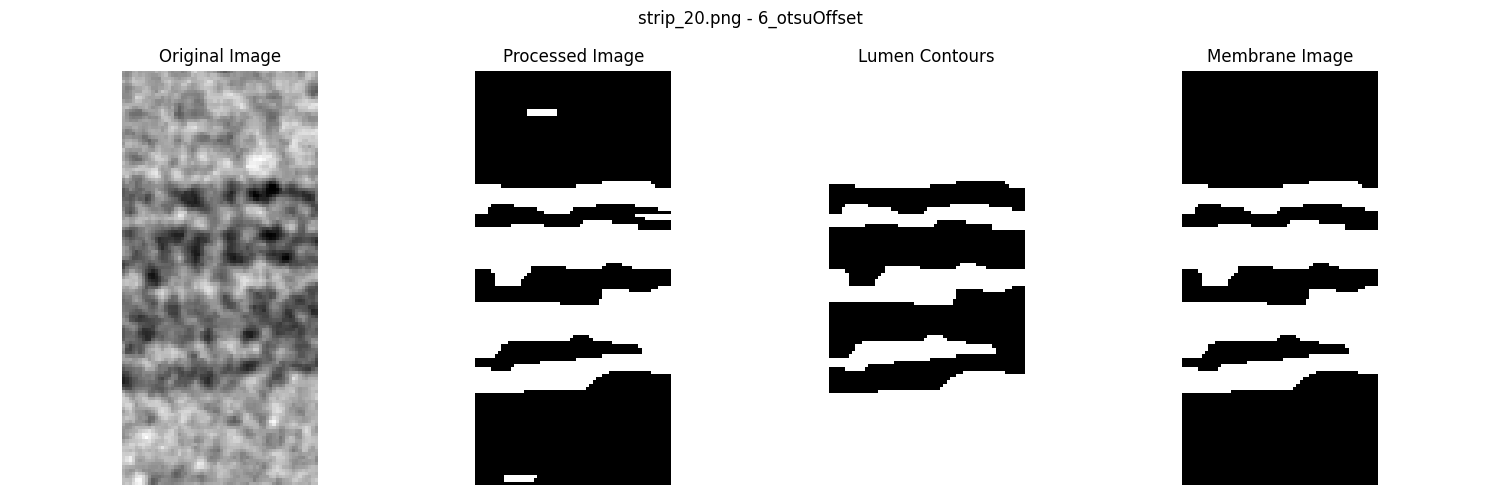 strip_20.png - 6_otsuOffset
Original Image
Processed Image
Lumen Contours
Membrane Image